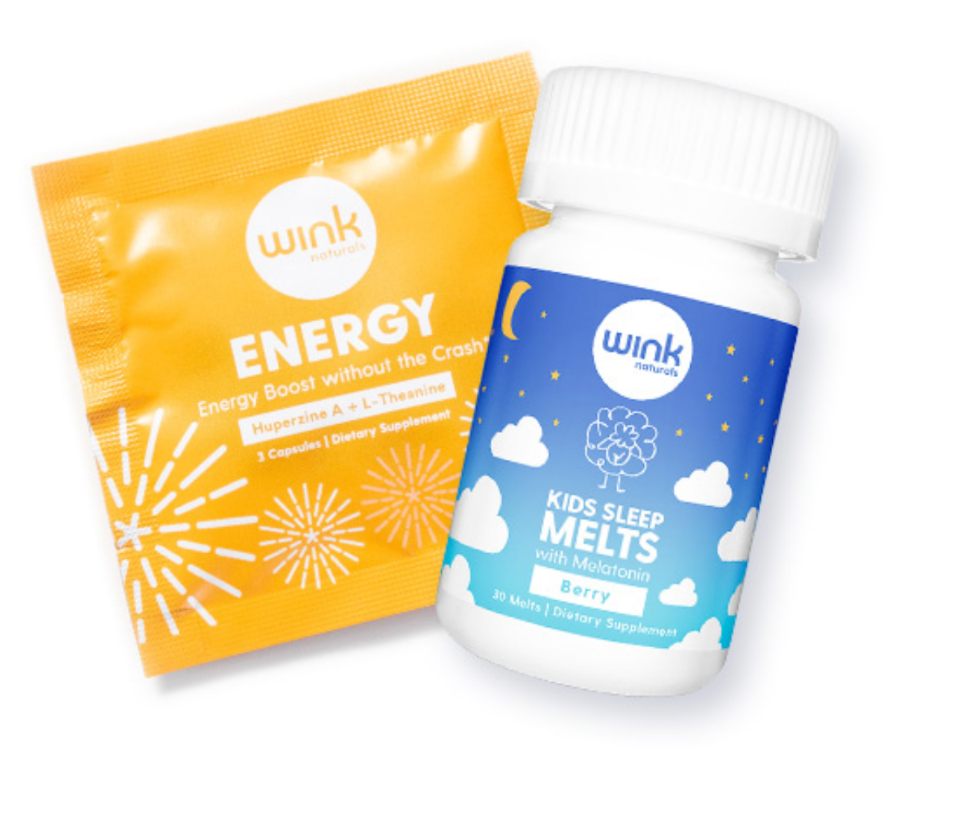 wink
naturals
ENERGY
Energy Boost without the Crash*
Huperzine A + L-Theanine
3 Capsules | Dietary Supplement
wink
naturals
KIDS SLEEP
MELTS
with Melatonin
Berry
30 Melts | Dietary Supplement